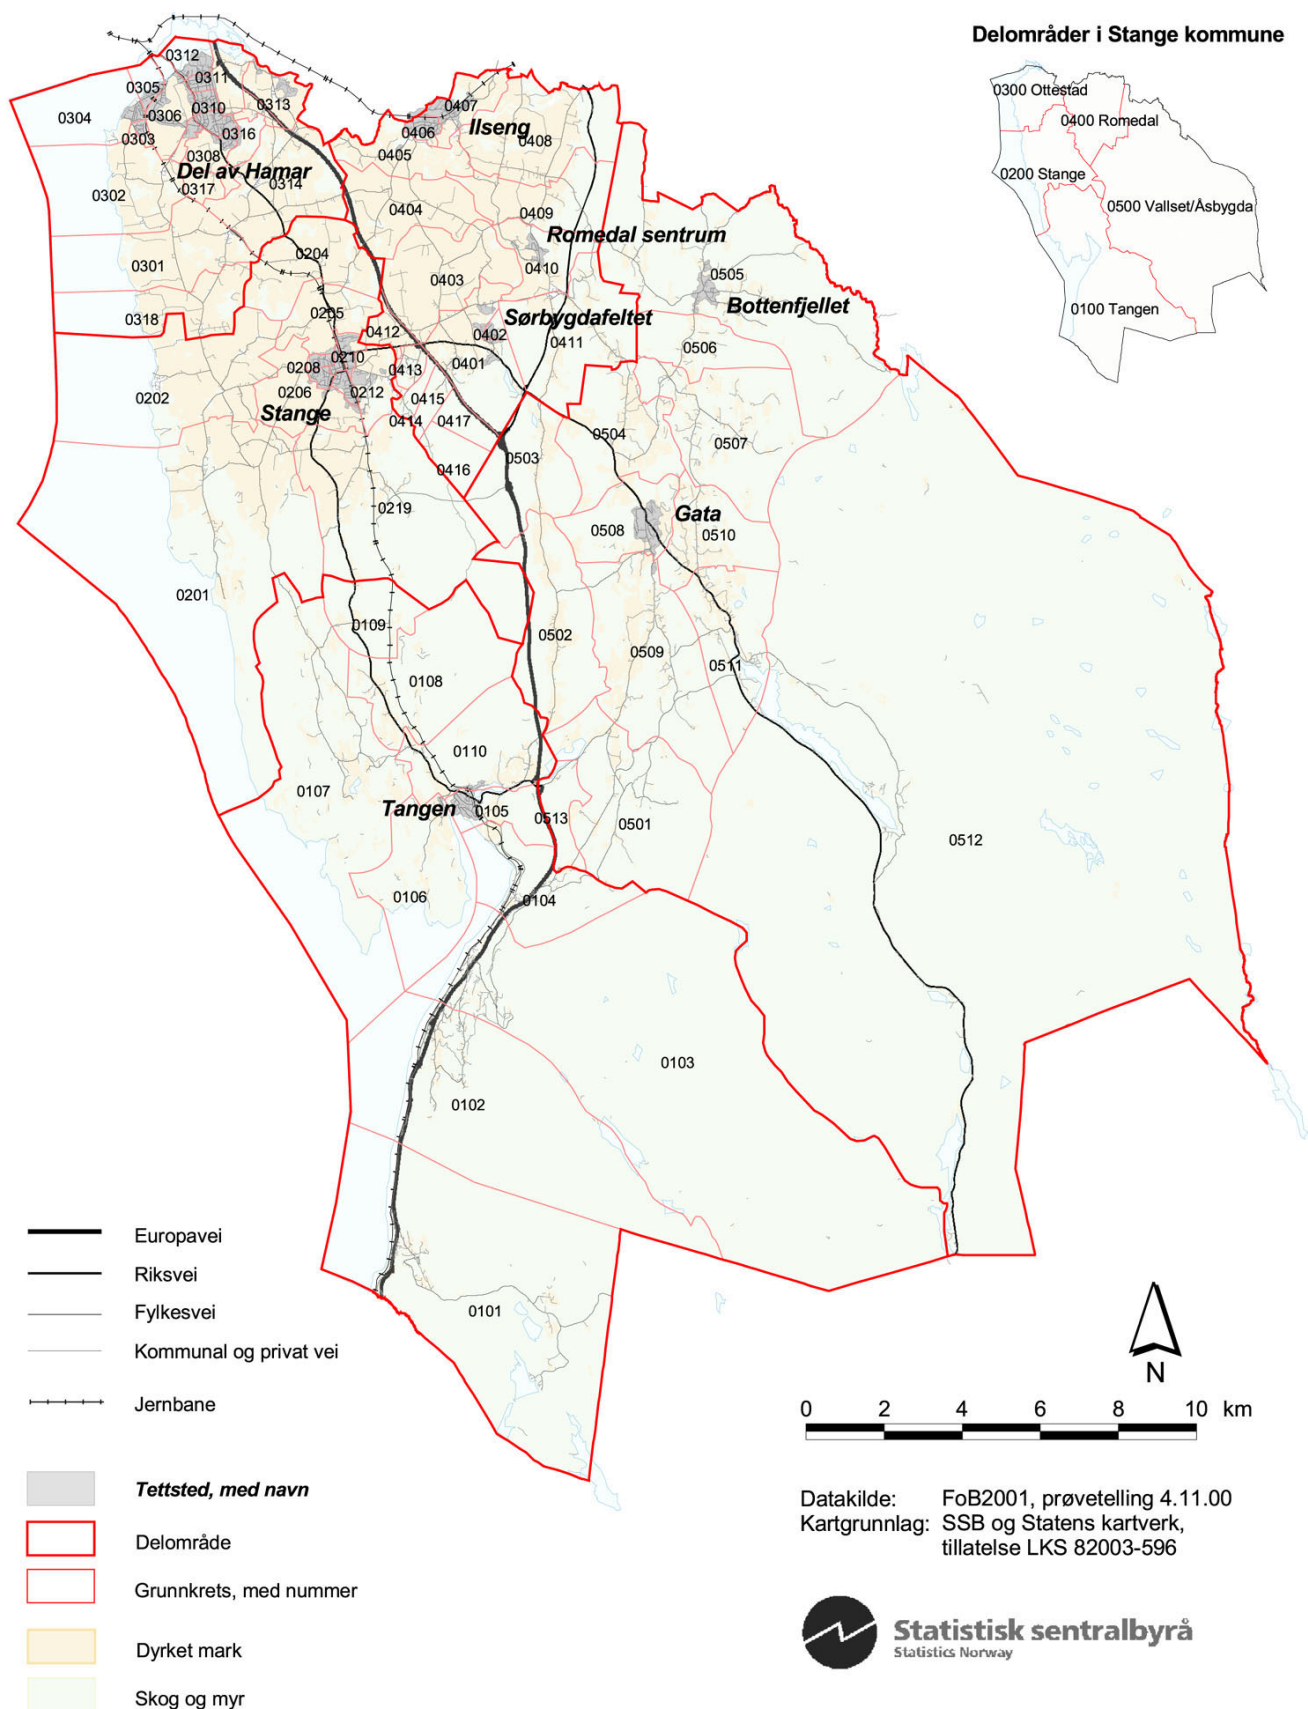 Delområder i Stange kommune
0300 Ottestad
0400 Romedal
0200 Stange
0500 Vallset/Åsbygda
0100 Tangen
0312
0311
0305
0313
0304
0306
0310
0303
0316
0407
0406
Ilseng
0408
0405
0308
Del av Hamar
0302
0317
0314
0404
0409
Romedal sentrum
0204
0410
0301
0403
0505
Bottenfjellet
0318
0205
Sørbygdafeltet
0412
0402
0411
0506
0210
0208
0413
0401
0206
0212
0202
0415
Stange
0414
0417
0504
0507
0416
0503
0219
Gata
0508
0510
0201
0109
0502
0509
0511
0108
0110
0107
Tangen
0105
0513
0501
0512
0106
0104
0103
0102
0101
Europavei
Riksvei
Fylkesvei
Kommunal og privat vei
Jernbane
Tettsted, med navn
Delområde
Grunnkrets, med nummer
Dyrket mark
Skog og myr
N
0 2 4 6 8 10 km
Datakilde: FoB2001, prøvetelling 4.11.00
Kartgrunnlag: SSB og Statens kartverk,
tillatelse LKS 82003-596
Statistisk sentralbyrå
Statistics Norway